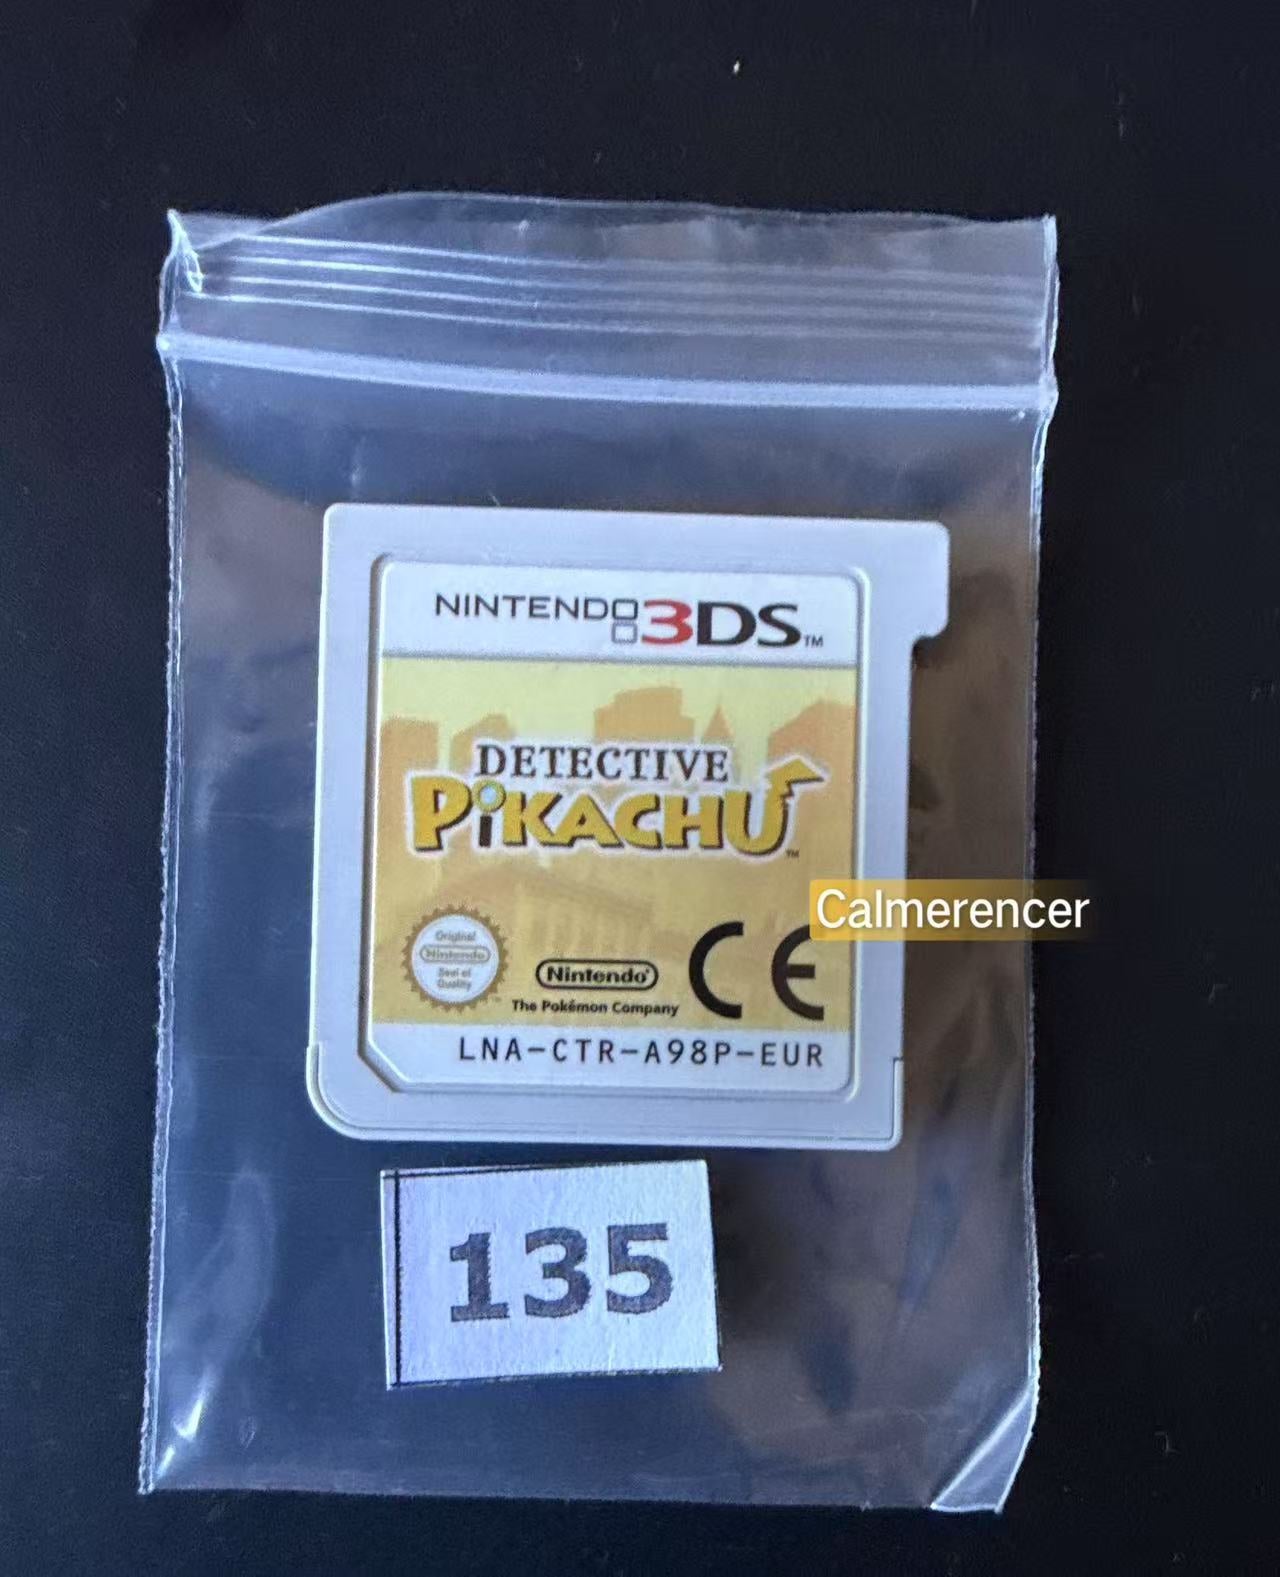 NINTENDO 3DS™
DETECTIVE
PiKACHU™
Calmerencer
Original
Nintendo
Seal of
Quality
™
Nintendo®
CE
The Pokémon Company
LNA-CTR-A98P-EUR
135